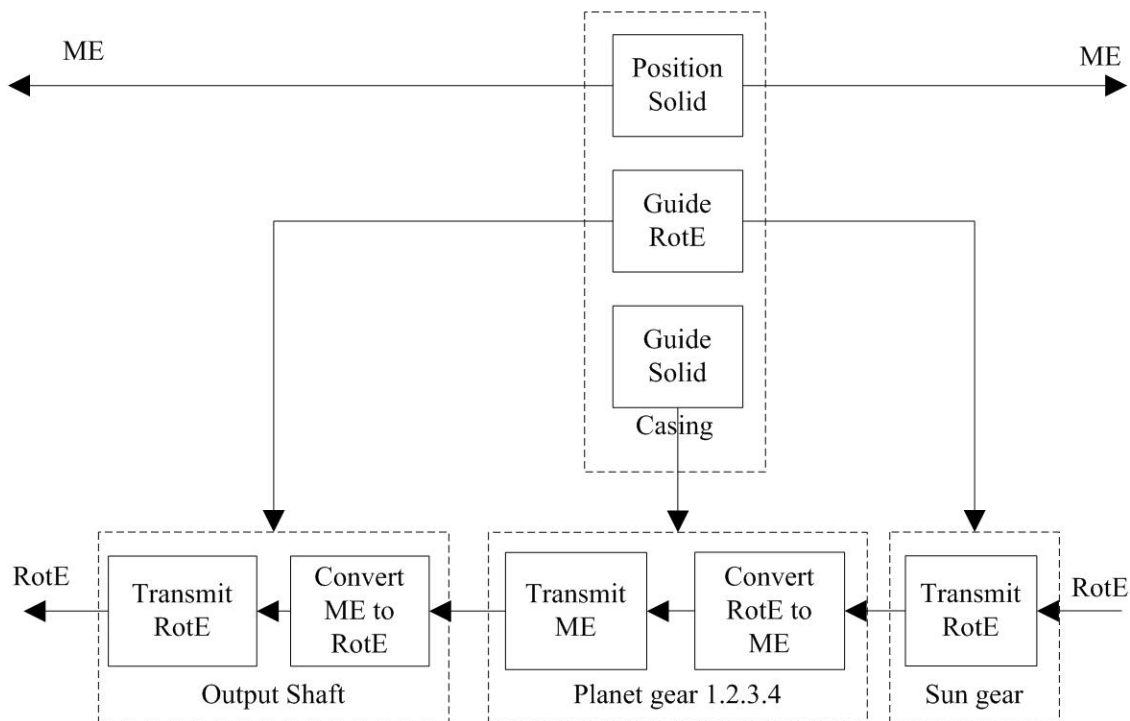 ME
Position
Solid
ME
Guide
RotE
Guide
Solid
Casing
RotE
Transmit
RotE
Convert
ME to
RotE
Transmit
ME
Convert
RotE to
ME
Transmit
RotE
RotE
Output Shaft
Planet gear 1.2.3.4
Sun gear